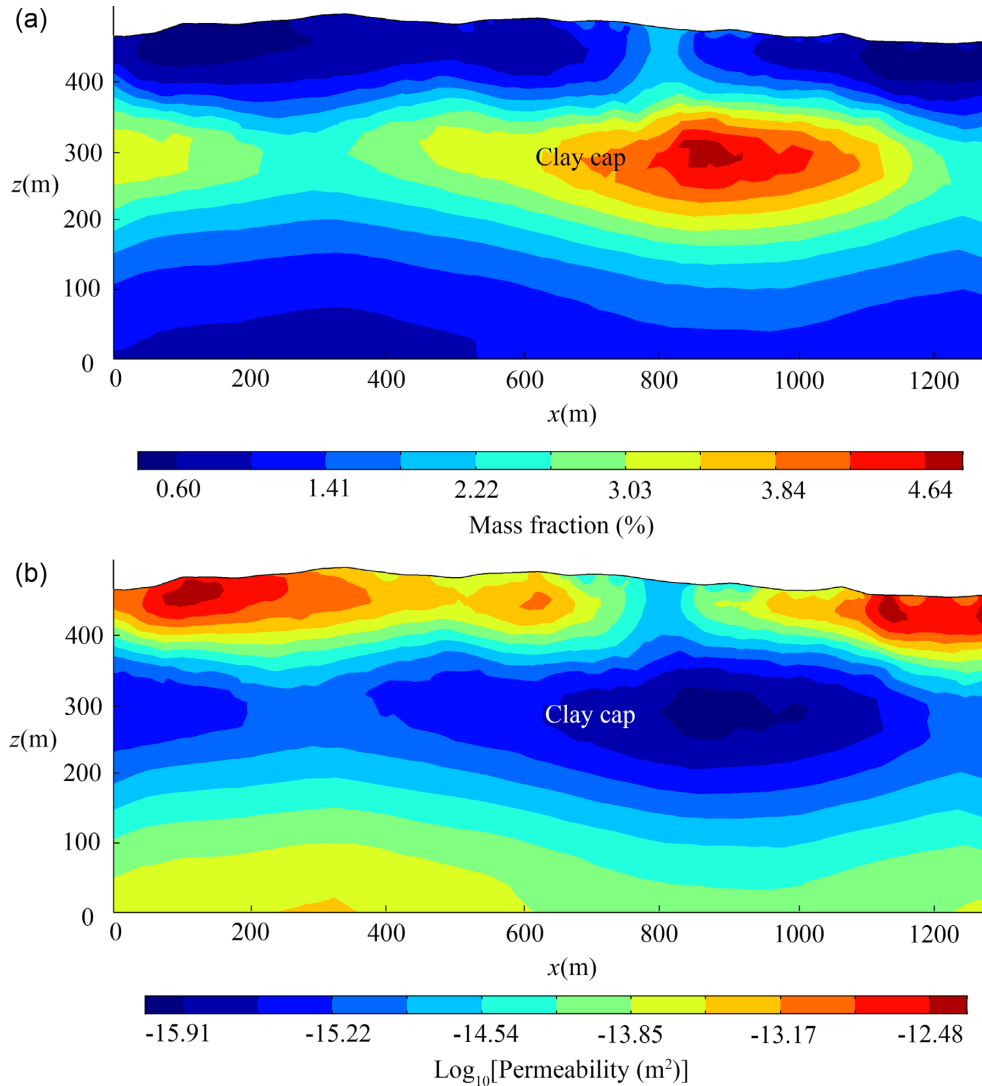 (a)
400
300
200
100
0
z(m)
Clay cap
0 200 400 600 800 1000 1200
x(m)
0.60 1.41 2.22 3.03 3.84 4.64
Mass fraction (%)
(b)
400
300
200
100
0
z(m)
Clay cap
0 200 400 600 800 1000 1200
x(m)
-15.91 -15.22 -14.54 -13.85 -13.17 -12.48
Log₁₀[Permeability (m²)]